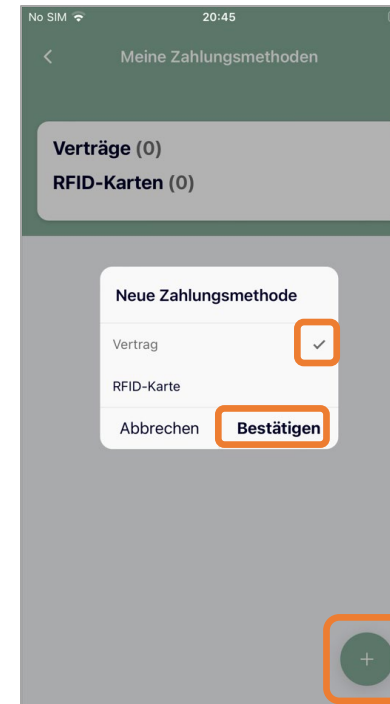 No SIM 20:45
Meine Zahlungsmethoden
Verträge (0)
RFID-Karten (0)
Neue Zahlungsmethode
Vertrag
RFID-Karte
Abbrechen Bestätigen
+